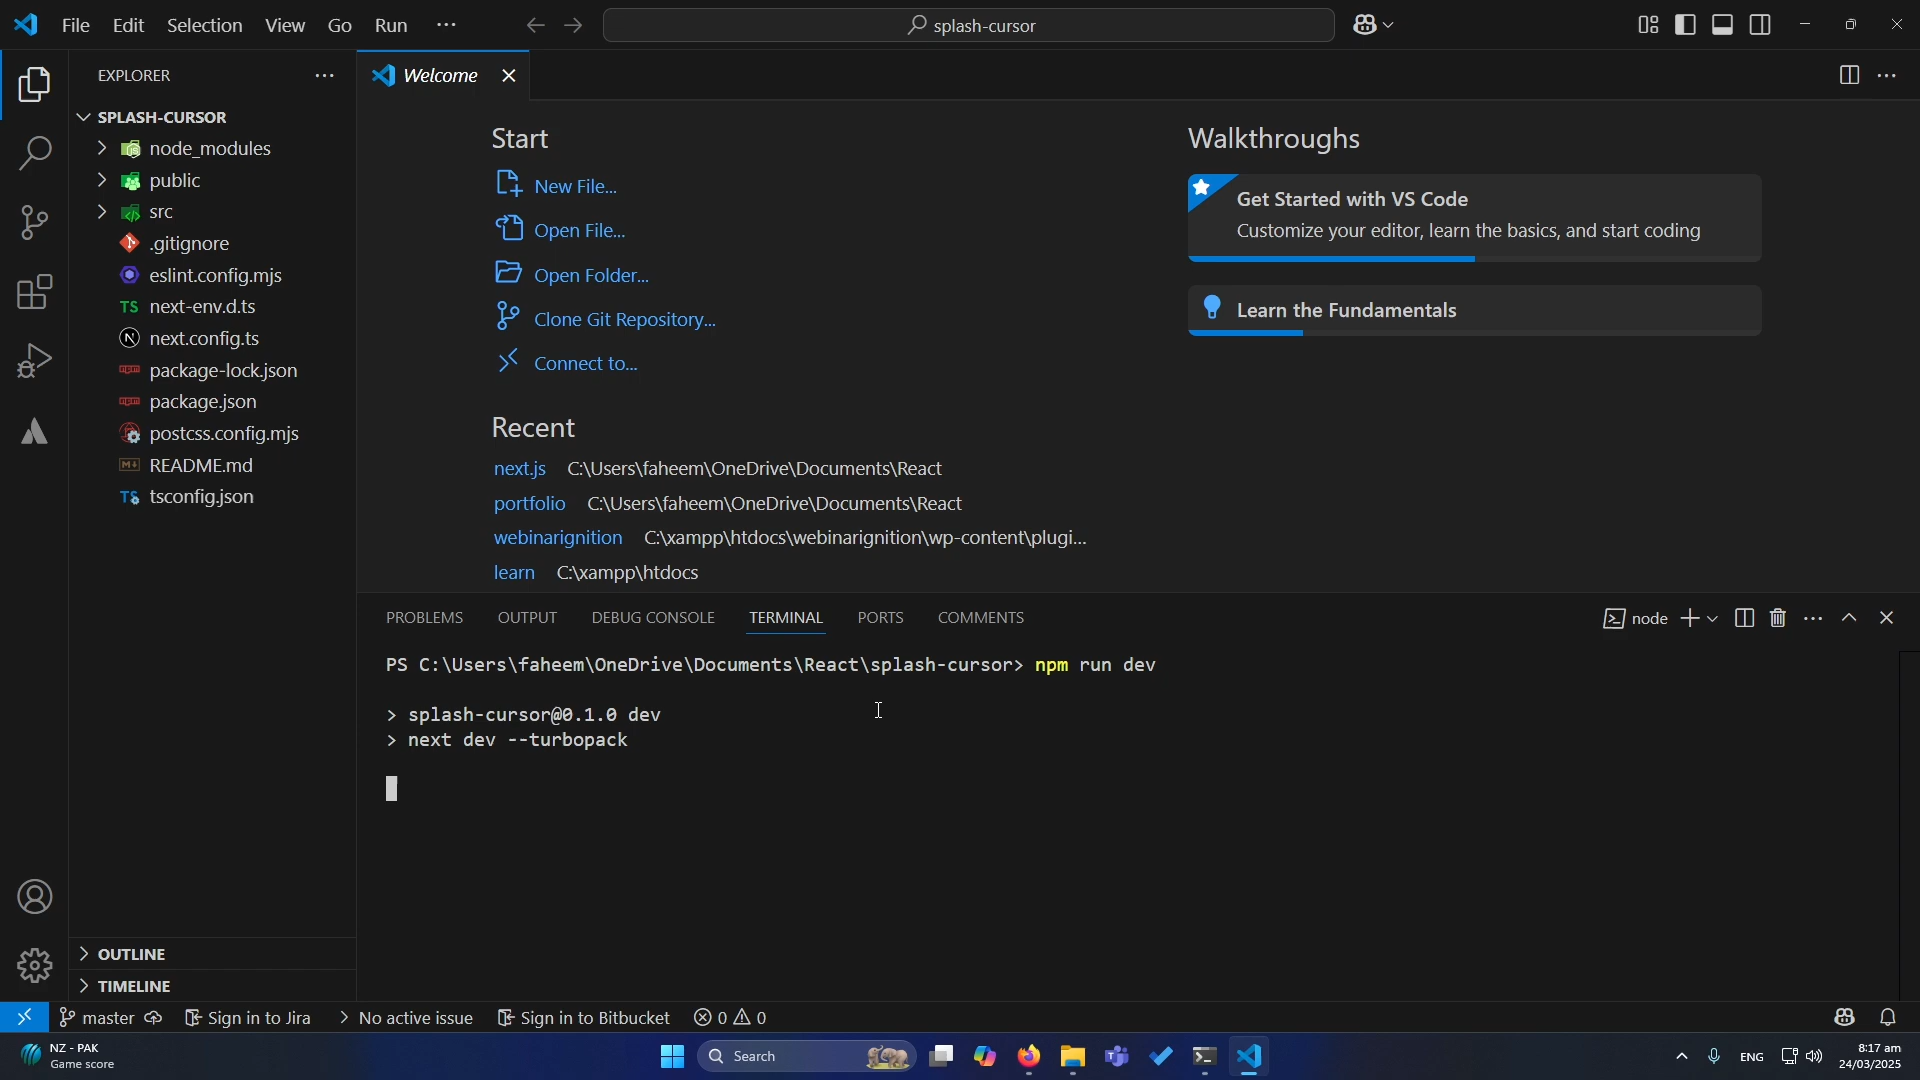 File Edit Selection View Go Run ···
splash-cursor
EXPLORER
Welcome
SPLASH-CURSOR
node_modules
public
src
.gitignore
eslint.config.mjs
TS next-env.d.ts
N next.config.ts
package-lock.json
package.json
postcss.config.mjs
README.md
TS tsconfig.json
OUTLINE
TIMELINE
Start
New File...
Open File...
Open Folder...
Clone Git Repository...
Connect to...
Recent
next.js C:\Users\faheem\OneDrive\Documents\React
portfolio C:\Users\faheem\OneDrive\Documents\React
webinarignition C:\xampp\htdocs\webinarignition\wp-content\plugi...
learn C:\xampp\htdocs
Walkthroughs
Get Started with VS Code
Customize your editor, learn the basics, and start coding
Learn the Fundamentals
PROBLEMS OUTPUT DEBUG CONSOLE TERMINAL PORTS COMMENTS
node
PS C:\Users\faheem\OneDrive\Documents\React\splash-cursor> npm run dev
> splash-cursor@0.1.0 dev
> next dev --turbopack
master Sign in to Jira No active issue Sign in to Bitbucket 0 0
NZ - PAK
Game score
Search
ENG
8:17 am
24/03/2025